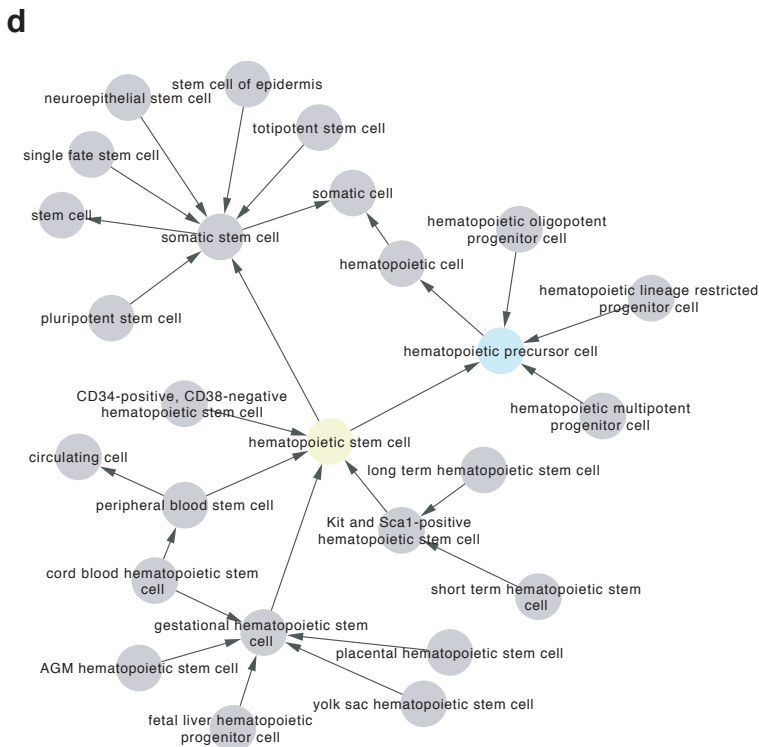 d
stem cell of epidermis
neuroepithelial stem cell
totipotent stem cell
single fate stem cell
somatic cell
stem cell
hematopoietic oligopotent
progenitor cell
somatic stem cell
hematopoietic cell
hematopoietic lineage restricted
progenitor cell
pluripotent stem cell
hematopoietic precursor cell
CD34-positive, CD38-negative
hematopoietic stem cell
hematopoietic multipotent
progenitor cell
hematopoietic stem cell
circulating cell
long term hematopoietic stem cell
peripheral blood stem cell
Kit and Sca1-positive
hematopoietic stem cell
cord blood hematopoietic stem
cell
short term hematopoietic stem
cell
gestational hematopoietic stem
cell
placental hematopoietic stem cell
AGM hematopoietic stem cell
yolk sac hematopoietic stem cell
fetal liver hematopoietic
progenitor cell